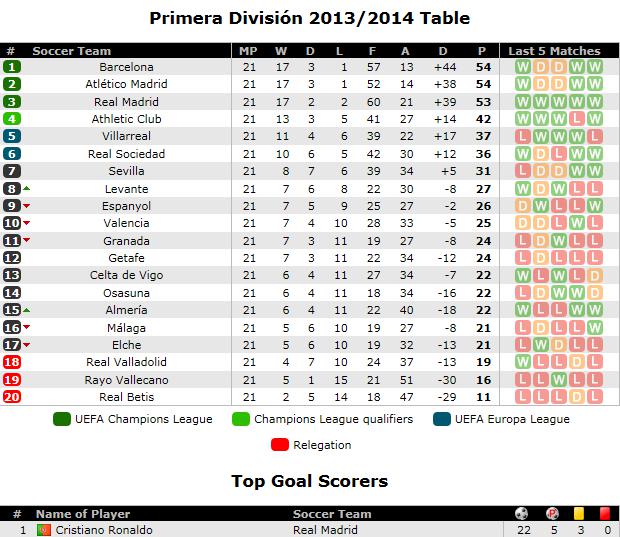 Primera División 2013/2014 Table
# Soccer Team MP W D L F A D P Last 5 Matches
1 Barcelona 21 17 3 1 57 13 +44 54 W D D W W
2 Atlético Madrid 21 17 3 1 52 14 +38 54 W D D W W
3 Real Madrid 21 17 2 2 60 21 +39 53 W W W W W
4 Athletic Club 21 13 3 5 41 27 +14 42 W W W L W
5 Villarreal 21 11 4 6 39 22 +17 37 L W W W L
6 Real Sociedad 21 10 6 5 42 30 +12 36 W D L W W
7 Sevilla 21 8 7 6 39 34 +5 31 L D D W W
8 Levante 21 7 6 8 22 30 -8 27 W D W L L
9 Espanyol 21 7 5 9 25 27 -2 26 D W L L W
10 Valencia 21 7 4 10 28 33 -5 25 D D L W L
11 Granada 21 7 3 11 19 27 -8 24 L D W L L
12 Getafe 21 7 3 11 22 34 -12 24 L D L L L
13 Celta de Vigo 21 6 4 11 27 34 -7 22 W L W L D
14 Osasuna 21 6 4 11 18 34 -16 22 L D W W D
15 Almería 21 6 4 11 22 40 -18 22 W L L W W
16 Málaga 21 5 6 10 19 27 -8 21 L D L L W
17 Elche 21 5 6 10 19 32 -13 21 L W D L L
18 Real Valladolid 21 4 7 10 24 37 -13 19 W L L D L
19 Rayo Vallecano 21 5 1 15 21 51 -30 16 L L W L L
20 Real Betis 21 2 5 14 18 47 -29 11 L L L D L
UEFA Champions League Champions League qualifiers UEFA Europa League
Relegation
Top Goal Scorers
# Name of Player Soccer Team P
1 Cristiano Ronaldo Real Madrid 22 5 3 0